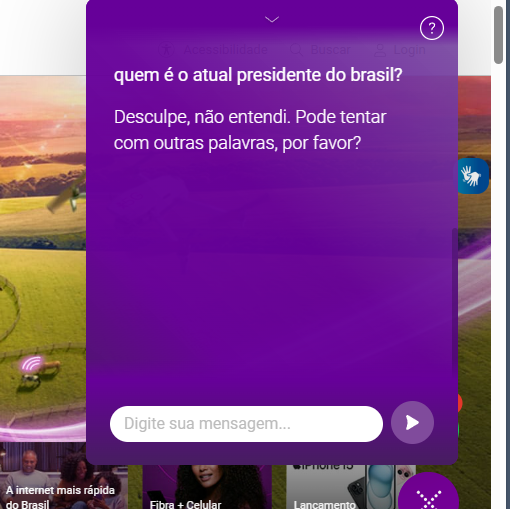 ?
Acessibilidade
Buscar
Login
quem é o atual presidente do brasil?
Desculpe, não entendi. Pode tentar
com outras palavras, por favor?
Digite sua mensagem...
A internet mais rápida
do Brasil
Fibra + Celular
iPhone 15
Lançamento